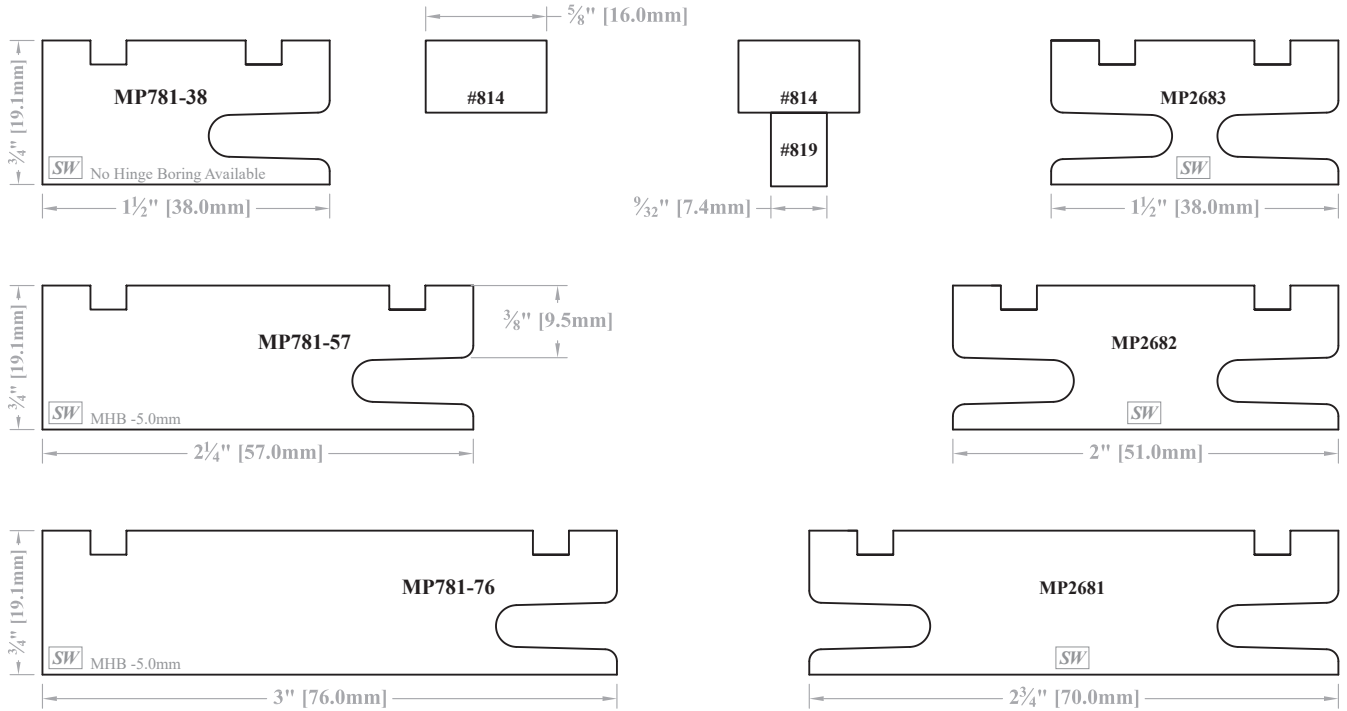 ⅝" [16.0mm]
¾" [19.1mm]
MP781-38
#814
#814
MP2683
#819
SW No Hinge Boring Available
SW
1½" [38.0mm]
9⁄32" [7.4mm]
1½" [38.0mm]
¾" [19.1mm]
⅜" [9.5mm]
MP781-57
MP2682
SW MHB -5.0mm
SW
2¼" [57.0mm]
2" [51.0mm]
¾" [19.1mm]
MP781-76
MP2681
SW MHB -5.0mm
SW
3" [76.0mm]
2¾" [70.0mm]